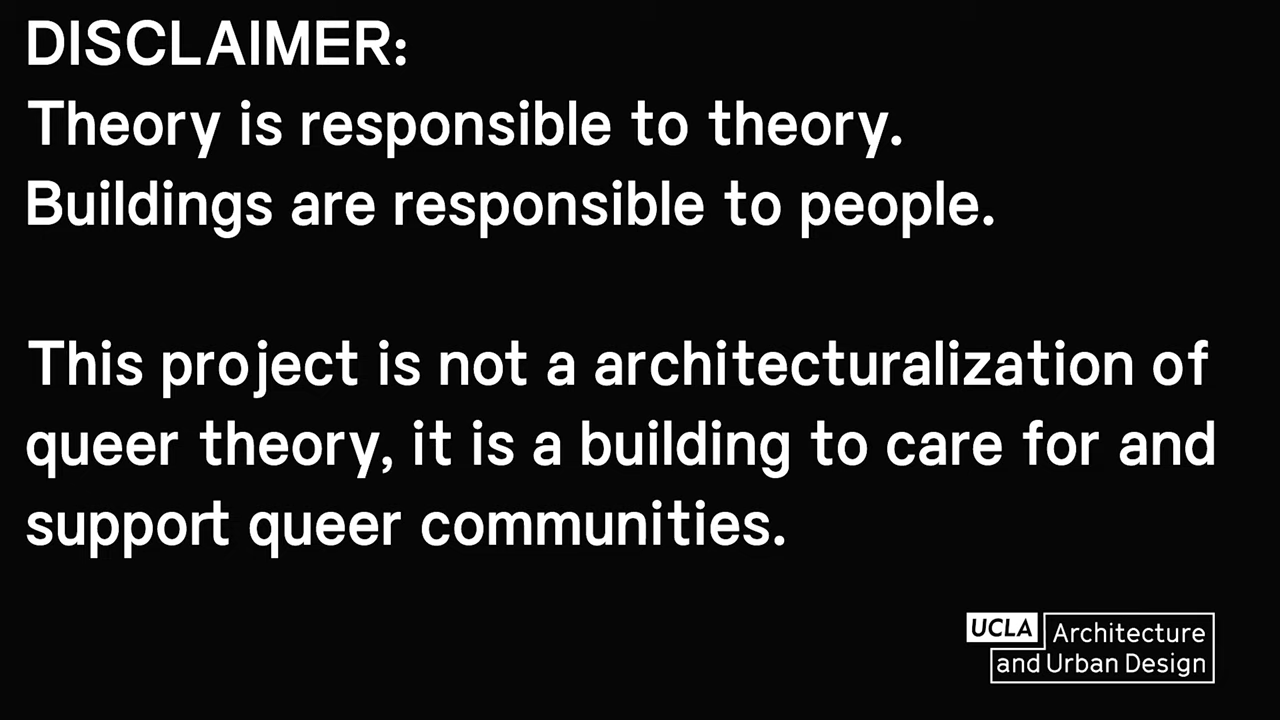 DISCLAIMER:
Theory is responsible to theory.
Buildings are responsible to people.
This project is not a architecturalization of
queer theory, it is a building to care for and
support queer communities.
UCLA Architecture
and Urban Design